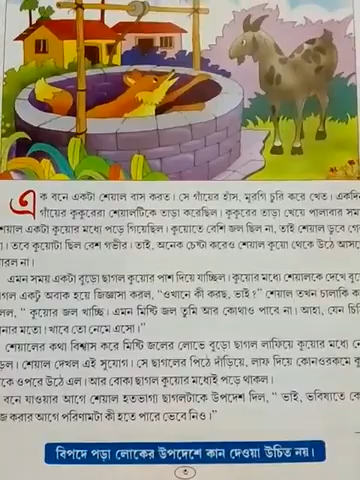 এক বনে একটা শেয়াল বাস করত। সে গাঁয়ের হাঁস, মুরগি চুরি করে খেত। একদিন
গাঁয়ের কুকুরেরা শেয়ালটিকে তাড়া করেছিল। কুকুরের তাড়া খেয়ে পালাবার সময়
শেয়াল একটা কুয়োর মধ্যে পড়ে গিয়েছিল। কুয়োতে বেশি জল ছিল না, তাই শেয়াল ডুবে
। তবে কুয়োটা ছিল বেশ গভীর। তাই, অনেক চেষ্টা করেও শেয়াল কুয়ো থেকে উঠে আসতে
পারল না।
এমন সময় একটা বুড়ো ছাগল কুয়োর পাশ দিয়ে যাচ্ছিল। কুয়োর মধ্যে শেয়ালকে দেখে বুড়ো
ছাগল একটু অবাক হয়ে জিজ্ঞাসা করল, “ওখানে কী করছ, ভাই?” শেয়াল তখন চালাকি ক
বলল, “ কুয়োর জল খাচ্ছি। এমন মিষ্টি জল তুমি আর কোথাও পাবে না। আহা, যেন চিনি
পানার মতো। খাবে তো নেমে এসো।”
শেয়ালের কথা বিশ্বাস করে মিষ্টি জলের লোভে বুড়ো ছাগল লাফিয়ে কুয়োর মধ্যে নে
পড়ল। শেয়াল দেখল এই সুযোগ। সে ছাগলের পিঠে দাঁড়িয়ে, লাফ দিয়ে কোনওরকমে কু
থেকে ওপরে উঠে এল। আর বোকা ছাগল কুয়োর মধ্যেই পড়ে থাকল।
বনে যাওয়ার আগে শেয়াল হতভাগা ছাগলটাকে উপদেশ দিল, “ ভাই, ভবিষ্যতে কো
কাজ করার আগে পরিণামটা কী হতে পারে ভেবে নিও।”
বিপদে পড়া লোকের উপদেশে কান দেওয়া উচিত নয়।
৩